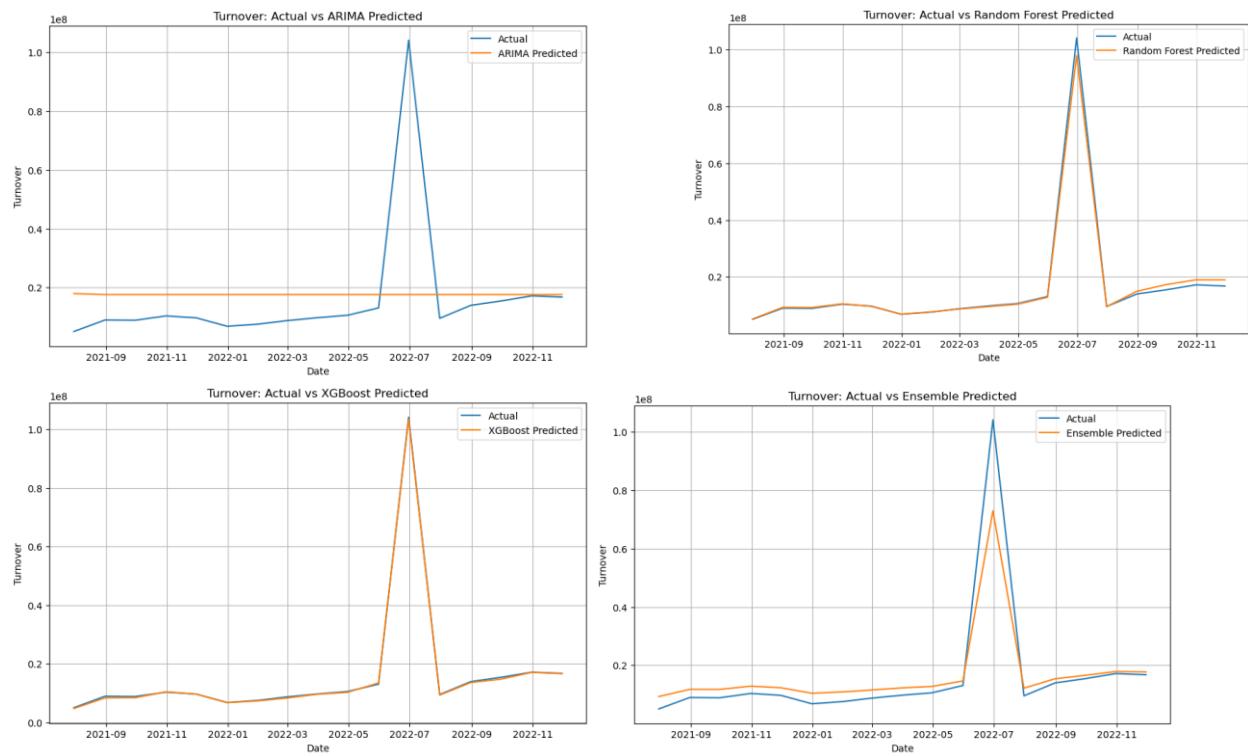 Turnover: Actual vs ARIMA Predicted
1e8
Actual
ARIMA Predicted
1.0
0.8
0.6
0.4
0.2
Turnover
2021-09 2021-11 2022-01 2022-03 2022-05 2022-07 2022-09 2022-11
Date
Turnover: Actual vs Random Forest Predicted
1e8
Actual
Random Forest Predicted
1.0
0.8
0.6
0.4
0.2
Turnover
2021-09 2021-11 2022-01 2022-03 2022-05 2022-07 2022-09 2022-11
Date
Turnover: Actual vs XGBoost Predicted
1e8
Actual
XGBoost Predicted
1.0
0.8
0.6
0.4
0.2
0.0
Turnover
2021-09 2021-11 2022-01 2022-03 2022-05 2022-07 2022-09 2022-11
Date
Turnover: Actual vs Ensemble Predicted
1e8
Actual
Ensemble Predicted
1.0
0.8
0.6
0.4
0.2
Turnover
2021-09 2021-11 2022-01 2022-03 2022-05 2022-07 2022-09 2022-11
Date